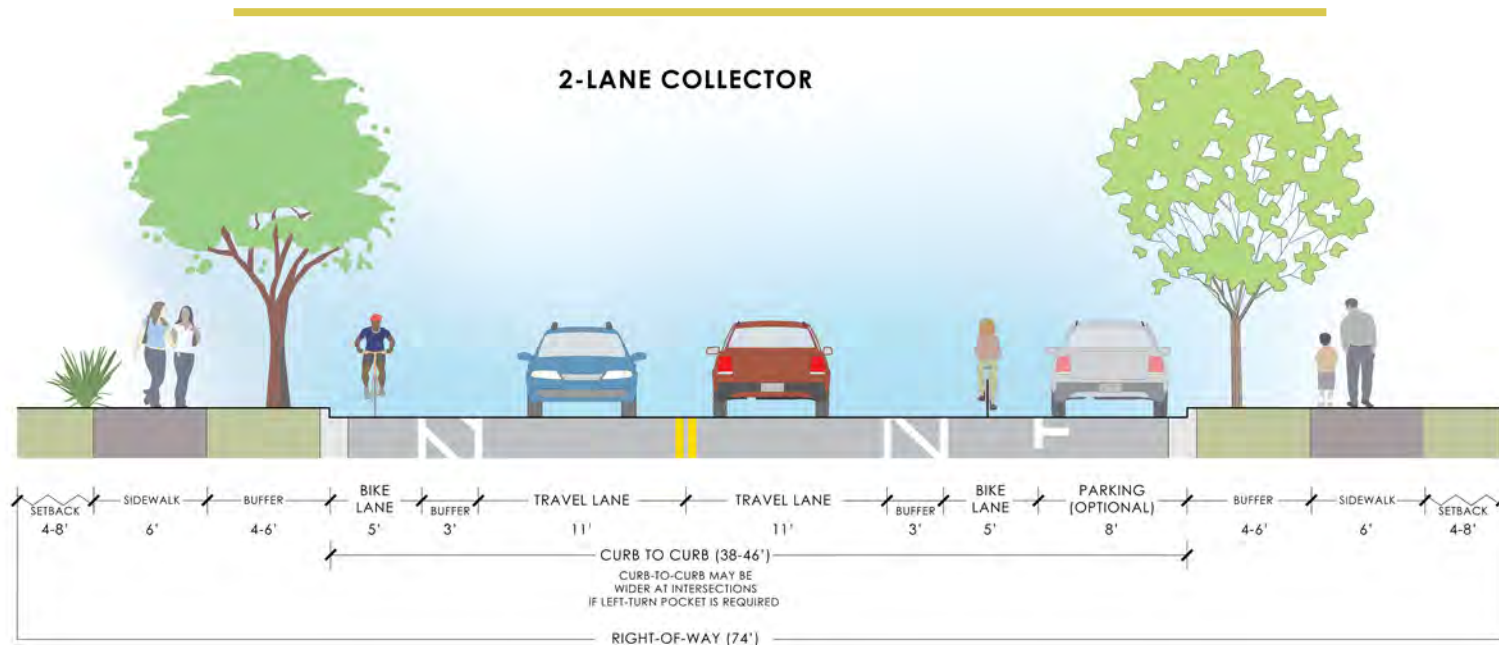 2-LANE COLLECTOR
SETBACK SIDEWALK BUFFER BIKE LANE BUFFER TRAVEL LANE TRAVEL LANE BUFFER BIKE LANE PARKING (OPTIONAL) BUFFER SIDEWALK SETBACK
4-8' 6' 4-6' 5' 3' 11' 11' 3' 5' 8' 4-6' 6' 4-8'
CURB TO CURB (38-46')
CURB-TO-CURB MAY BE
WIDER AT INTERSECTIONS
IF LEFT-TURN POCKET IS REQUIRED
RIGHT-OF-WAY (74')